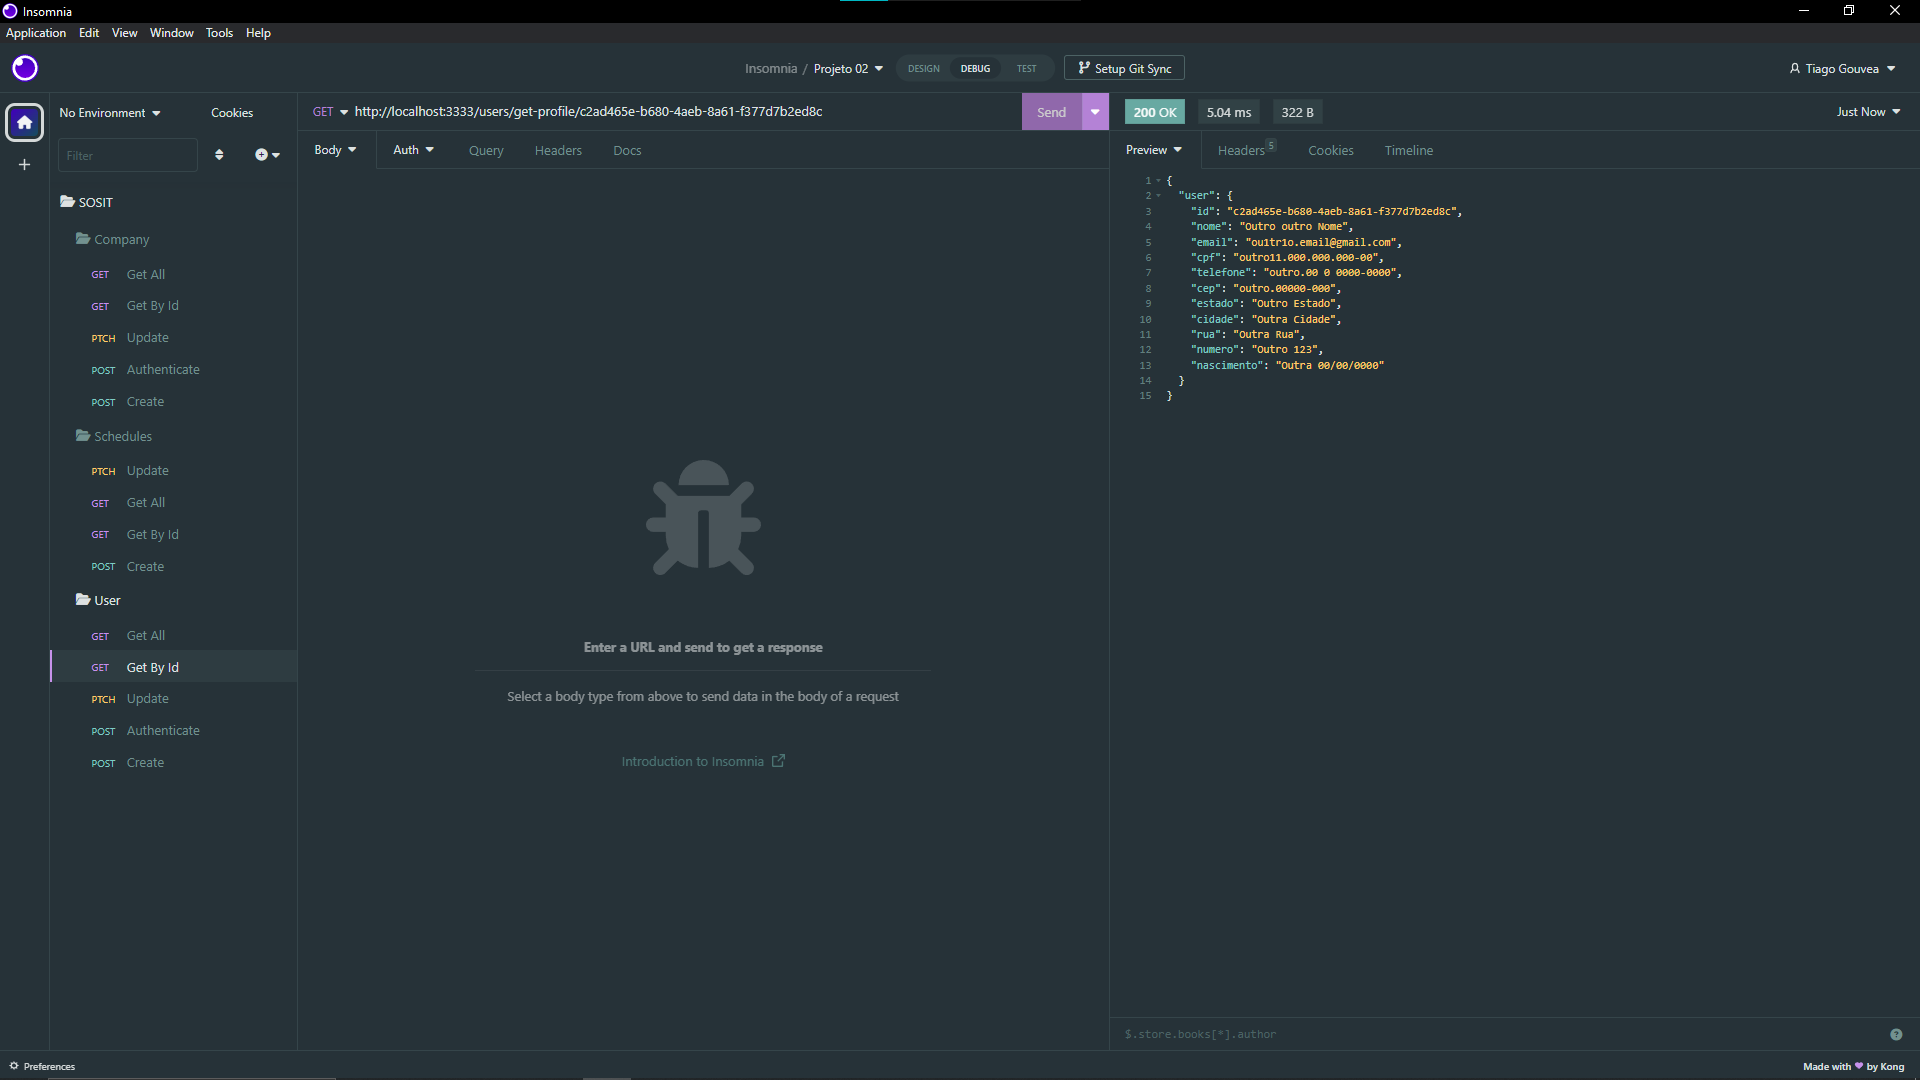 Insomnia
Application Edit View Window Tools Help
Insomnia / Projeto 02 DESIGN DEBUG TEST Setup Git Sync Tiago Gouvea
No Environment Cookies
Filter
SOSIT
Company
GET Get All
GET Get By Id
PTCH Update
POST Authenticate
POST Create
Schedules
PTCH Update
GET Get All
GET Get By Id
POST Create
User
GET Get All
GET Get By Id
PTCH Update
POST Authenticate
POST Create
GET http://localhost:3333/users/get-profile/c2ad465e-b680-4aeb-8a61-f377d7b2ed8c Send
Body Auth Query Headers Docs
Enter a URL and send to get a response
Select a body type from above to send data in the body of a request
Introduction to Insomnia
200 OK 5.04 ms 322 B Just Now
Preview Headers 5 Cookies Timeline
1 {
2 "user": {
3 "id": "c2ad465e-b680-4aeb-8a61-f377d7b2ed8c",
4 "nome": "Outro outro Nome",
5 "email": "ou1tr1o.email@gmail.com",
6 "cpf": "outro11.000.000.000-00",
7 "telefone": "outro.00 0 0000-0000",
8 "cep": "outro.00000-000",
9 "estado": "Outro Estado",
10 "cidade": "Outra Cidade",
11 "rua": "Outra Rua",
12 "numero": "Outro 123",
13 "nascimento": "Outra 00/00/0000"
14 }
15 }
$.store.books[*].author
Preferences
Made with ♥ by Kong